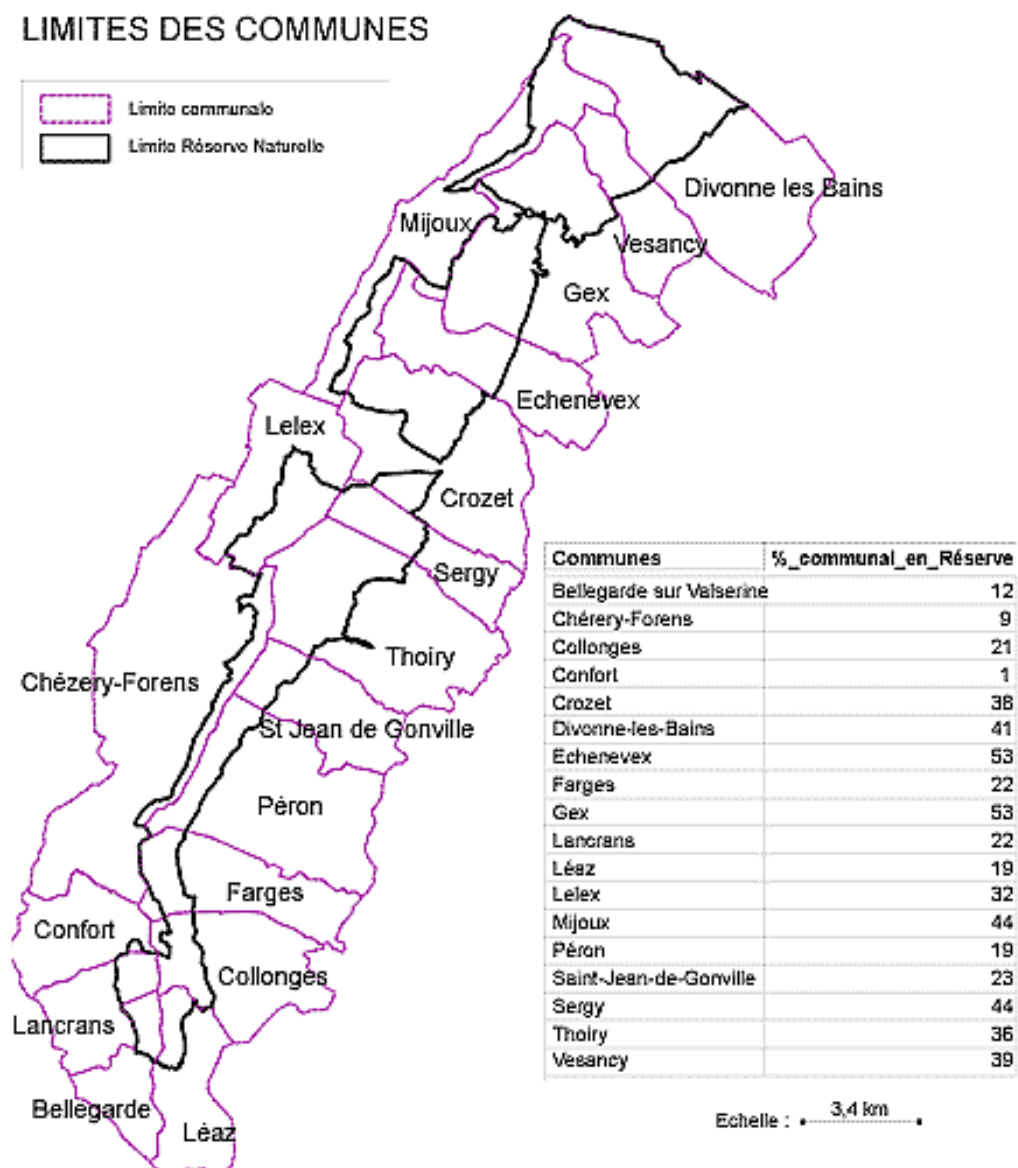 LIMITES DES COMMUNES
Limite communale
Limite Réserve Naturelle
Divonne les Bains
Mijoux
Vesancy
Gex
Echenevex
Lelex
Crozet
Sergy
Thoiry
Chézery-Forens
St Jean de Gonville
Péron
Farges
Confort
Collonges
Lancrans
Bellegarde
Léaz
Communes %_communal_en_Réserve
Bellegarde sur Valserine 12
Chérery-Forens 9
Collonges 21
Confort 1
Crozet 38
Divonne-les-Bains 41
Echenevex 53
Farges 22
Gex 53
Lancrans 22
Léaz 19
Lelex 32
Mijoux 44
Péron 19
Saint-Jean-de-Gonville 23
Sergy 44
Thoiry 36
Vesancy 39
Echelle : 3,4 km